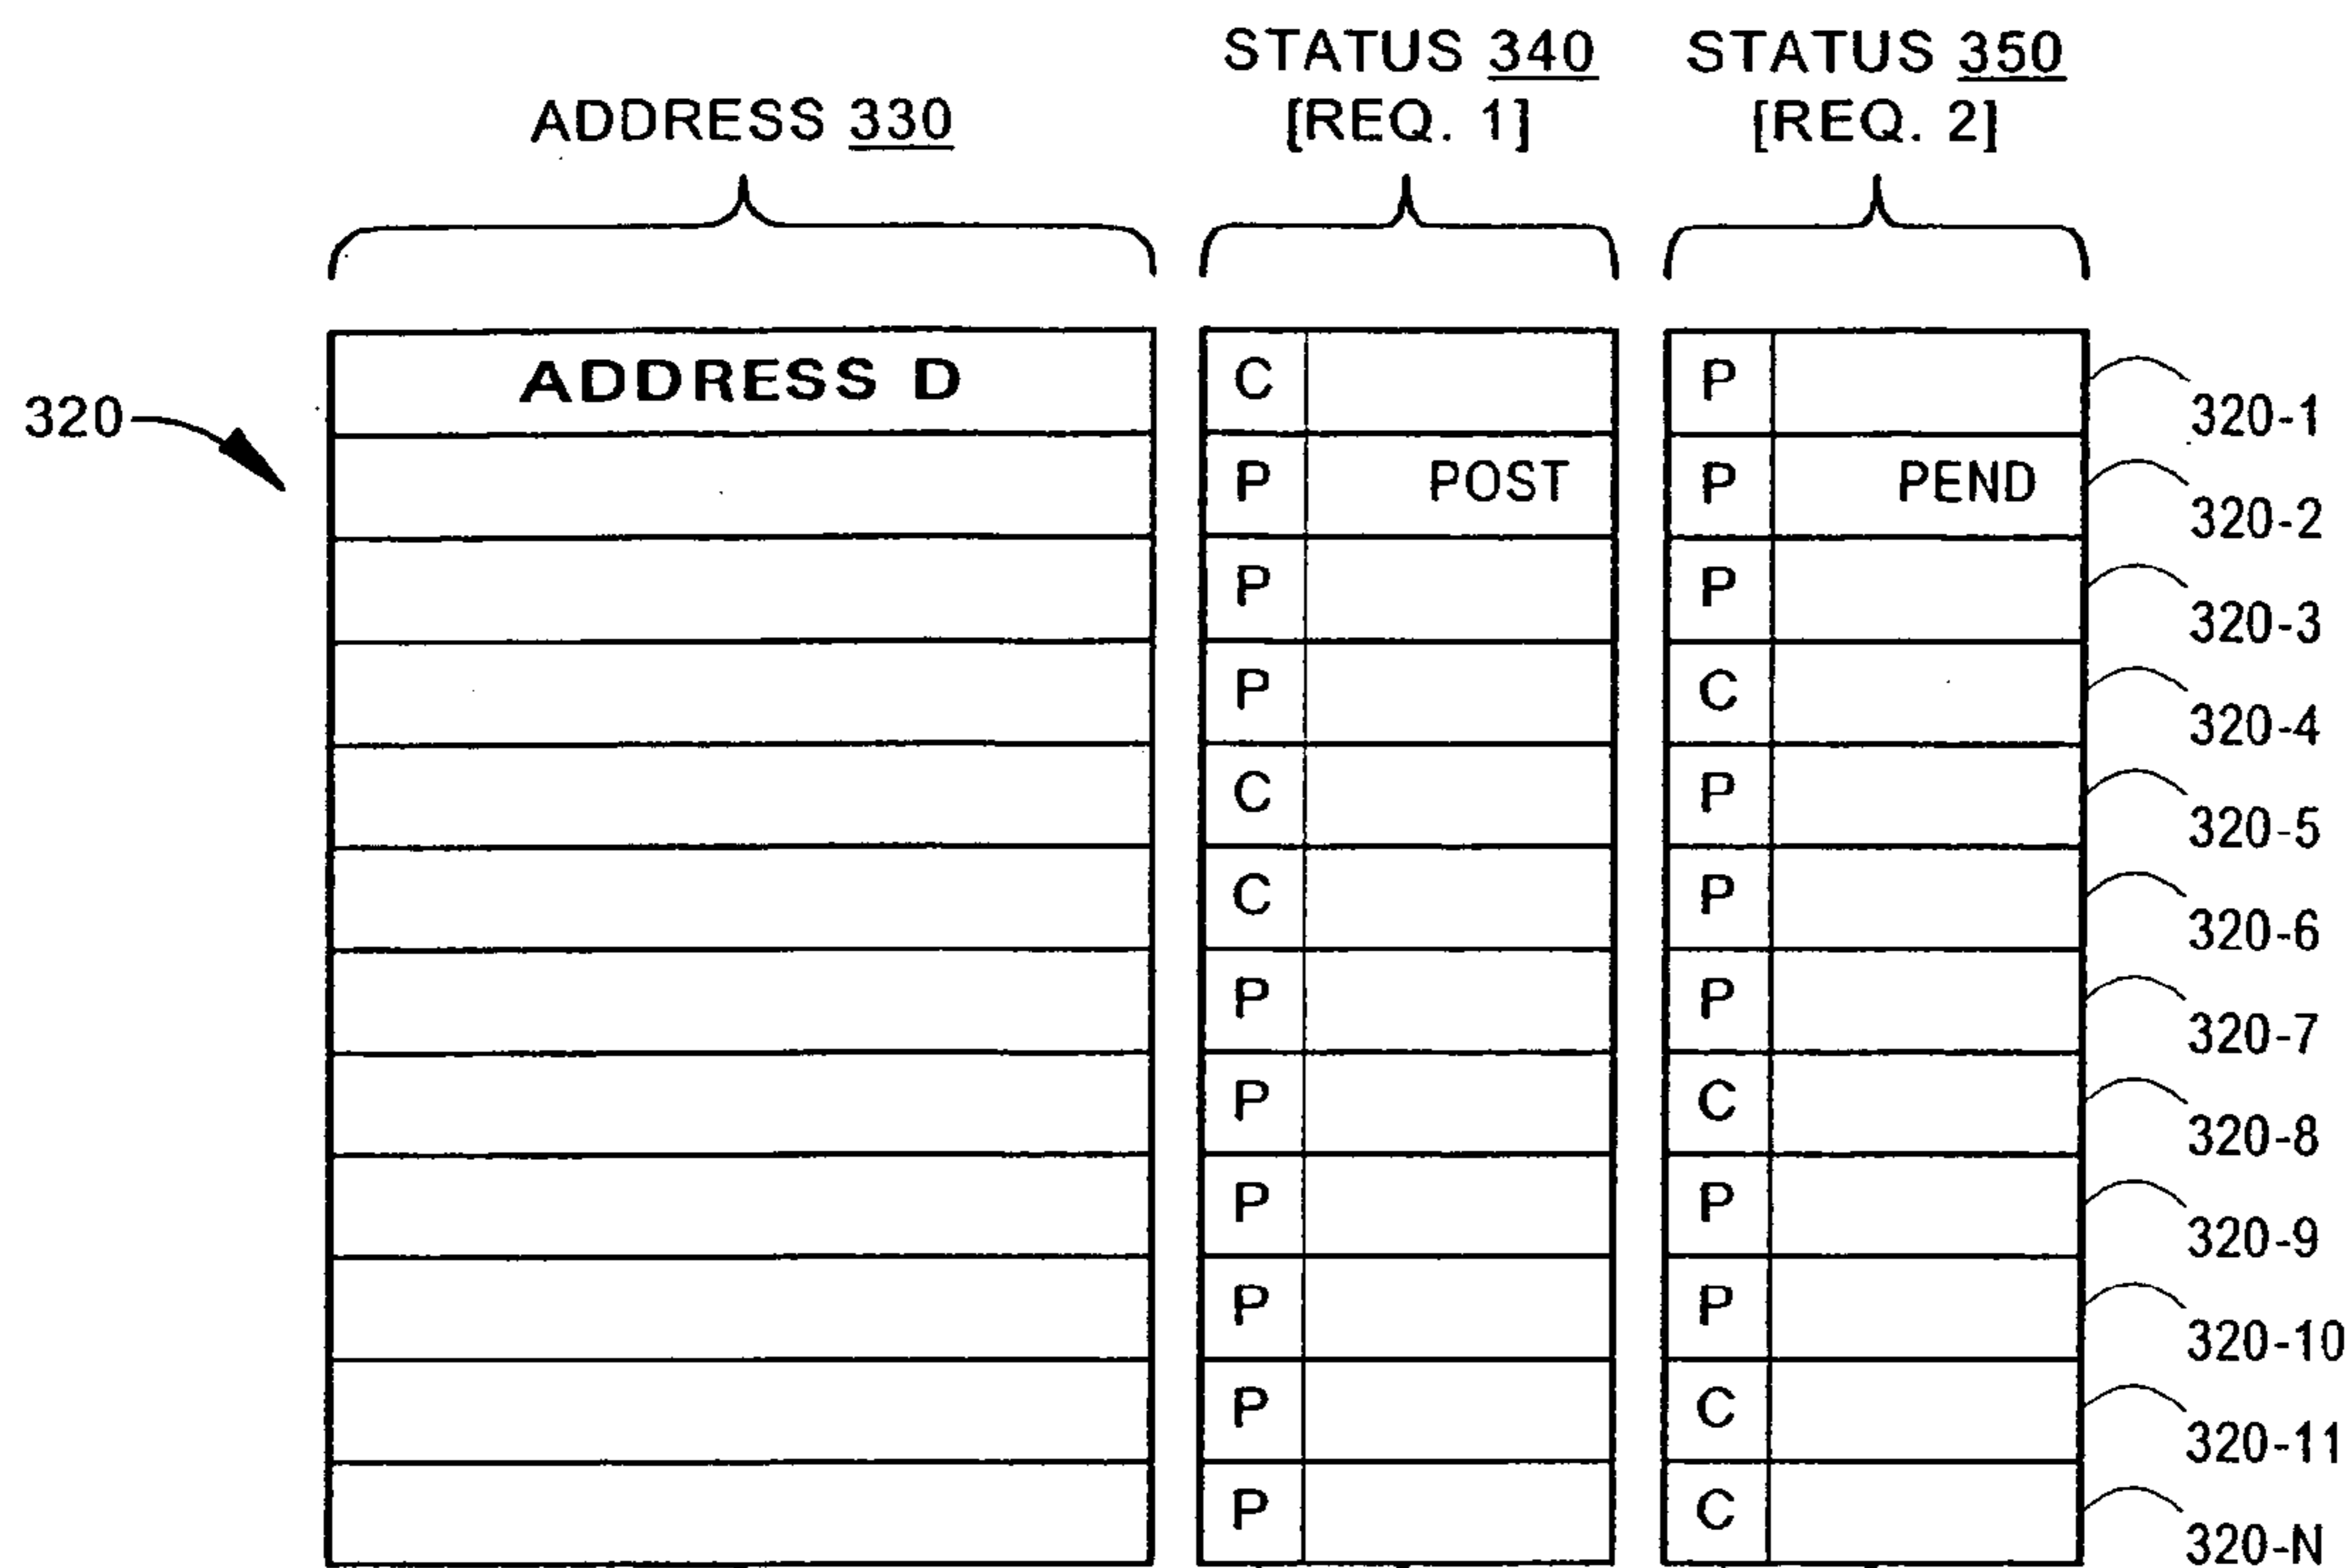 STATUS 340 STATUS 350
ADDRESS 330 [REQ. 1] [REQ. 2]
ADDRESS D C P 320-1
320
P POST P PEND 320-2
P P 320-3
P C 320-4
C P 320-5
C P 320-6
P P 320-7
P C 320-8
P P 320-9
P P 320-10
P C 320-11
P C 320-N